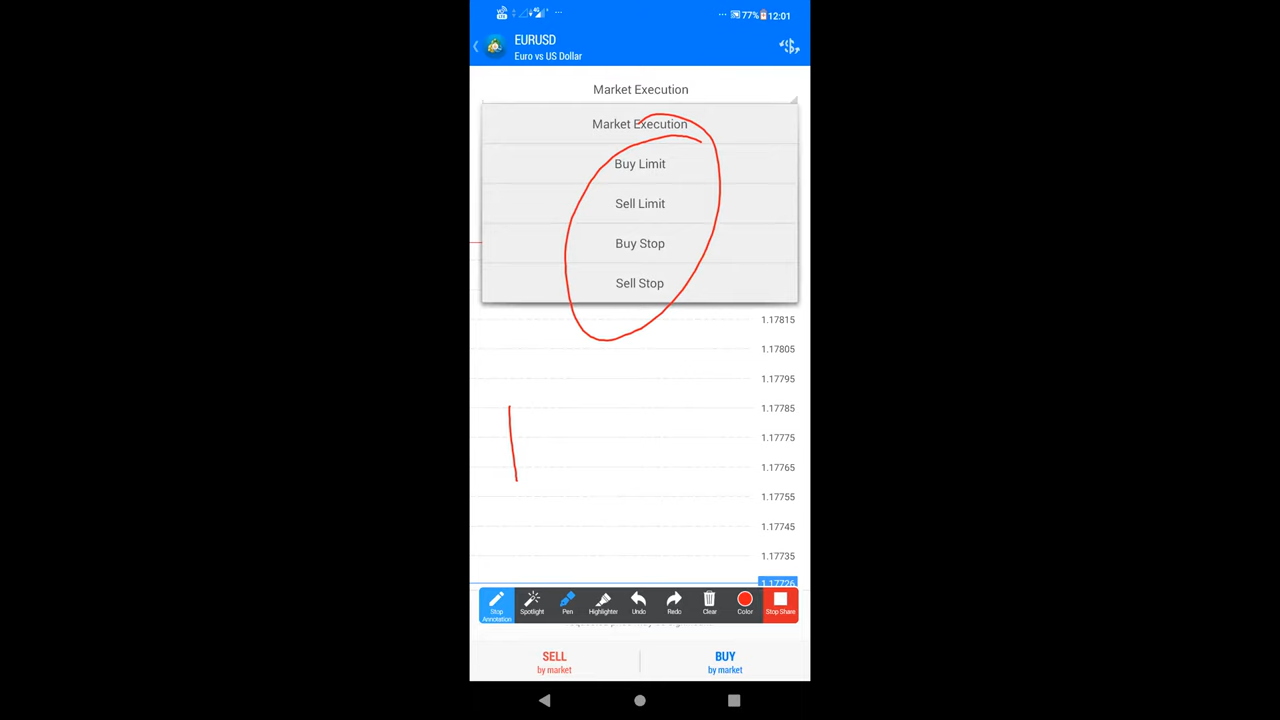 VO
LTE
4G
77%
12:01
EURUSD
Euro vs US Dollar
Market Execution
Market Execution
Buy Limit
Sell Limit
Buy Stop
Sell Stop
1.17815
1.17805
1.17795
1.17785
1.17775
1.17765
1.17755
1.17745
1.17735
1.17726
Stop Annotation
Spotlight
Pen
Highlighter
Undo
Redo
Clear
Color
Stop Share
SELL
by market
BUY
by market